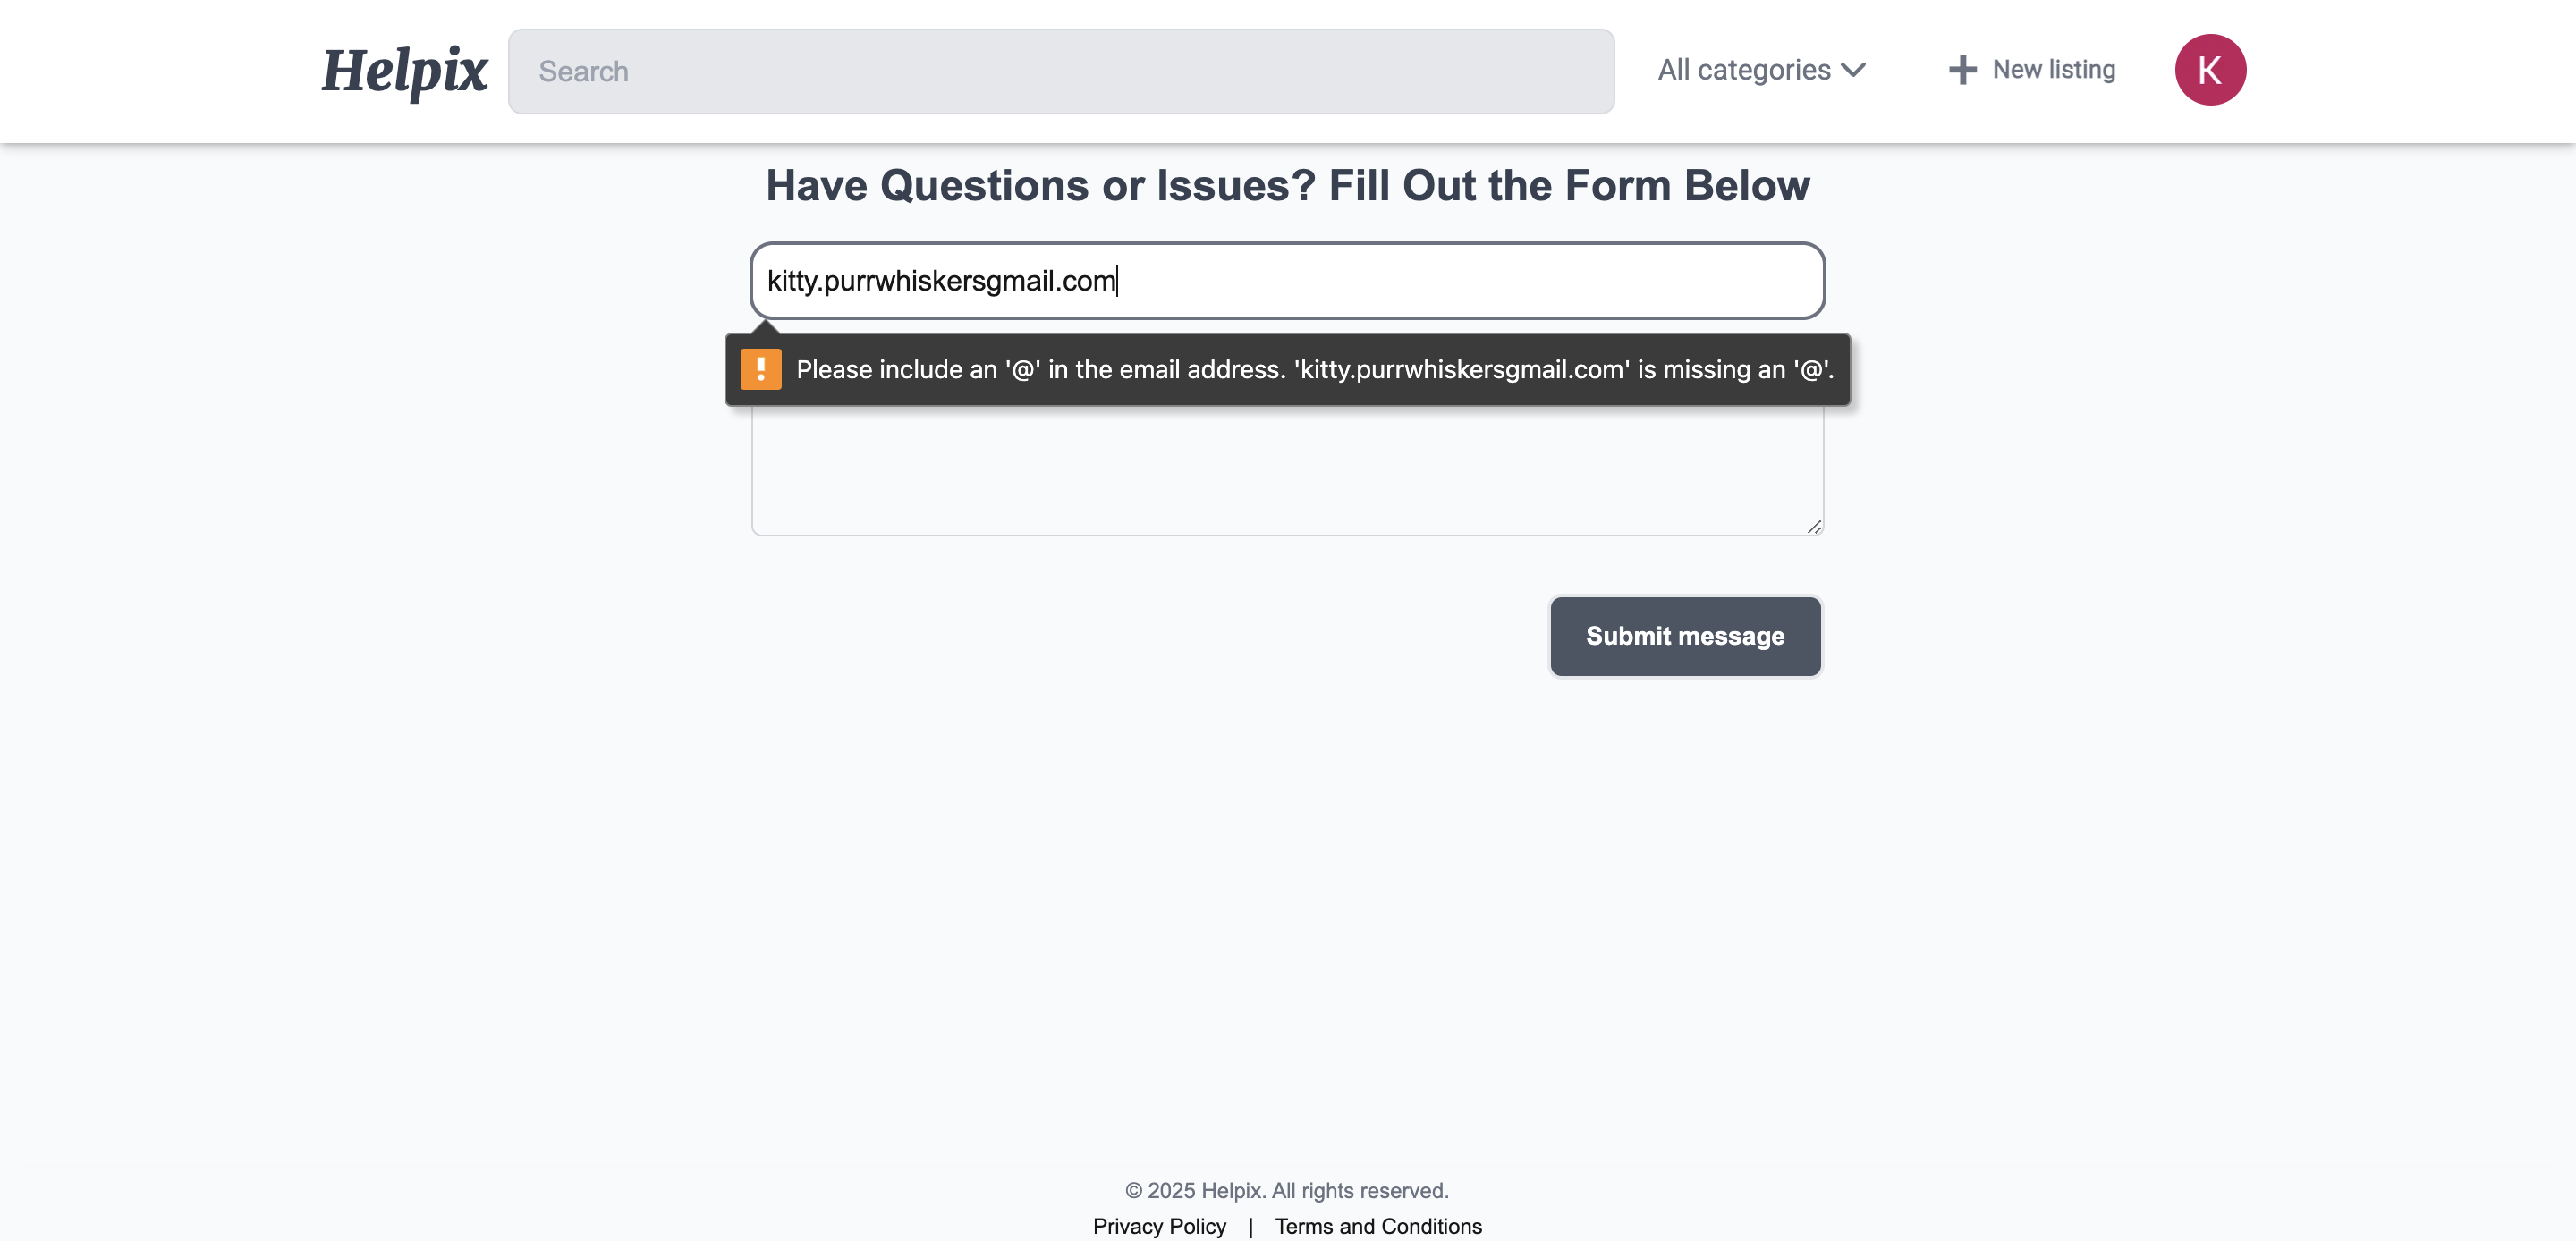 Helpix
Search
All categories
New listing
K
Have Questions or Issues? Fill Out the Form Below
kitty.purrwhiskersgmail.com
Please include an '@' in the email address. 'kitty.purrwhiskersgmail.com' is missing an '@'.
Submit message
© 2025 Helpix. All rights reserved.
Privacy Policy | Terms and Conditions